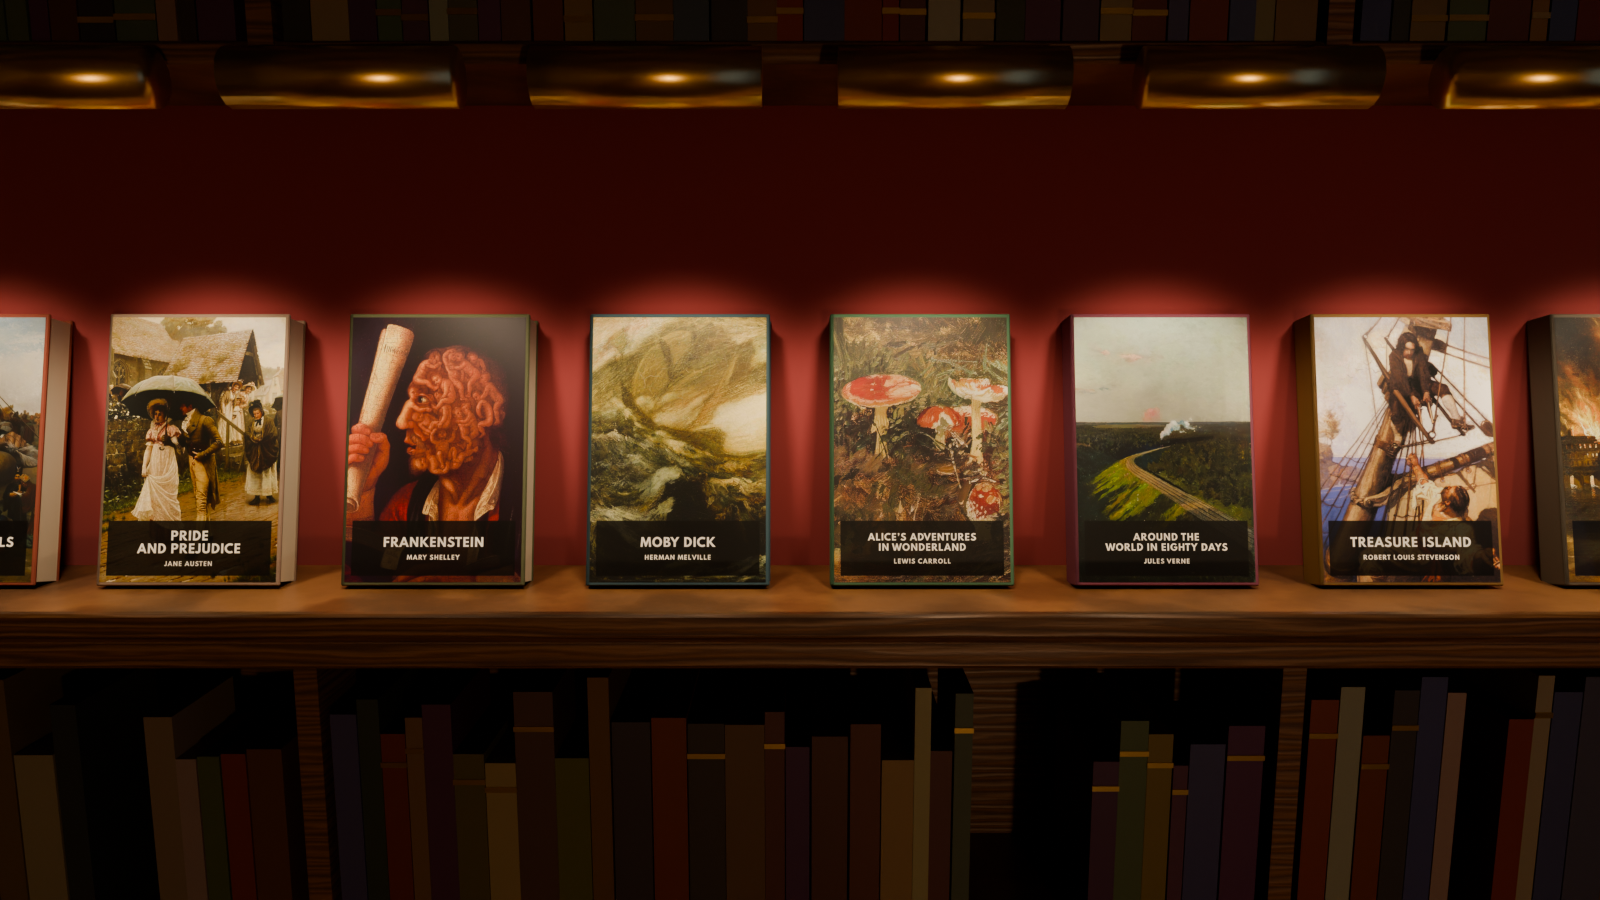 LS
PRIDE
AND PREJUDICE
JANE AUSTEN
FRANKENSTEIN
MARY SHELLEY
MOBY DICK
HERMAN MELVILLE
ALICE'S ADVENTURES
IN WONDERLAND
LEWIS CARROLL
AROUND THE
WORLD IN EIGHTY DAYS
JULES VERNE
TREASURE ISLAND
ROBERT LOUIS STEVENSON